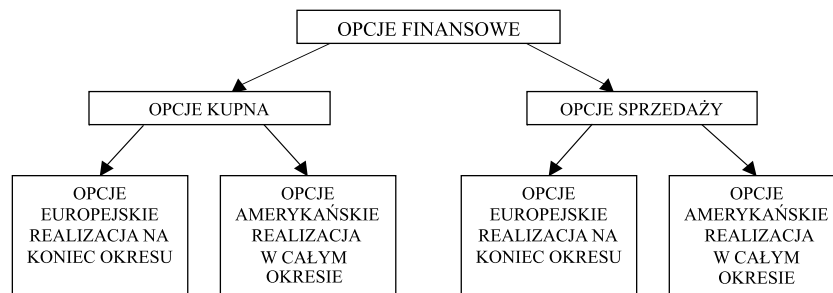 OPCJE FINANSOWE
OPCJE KUPNA
OPCJE SPRZEDAŻY
OPCJE
EUROPEJSKIE
REALIZACJA NA
KONIEC OKRESU
OPCJE
AMERYKAŃSKIE
REALIZACJA
W CAŁYM
OKRESIE
OPCJE
EUROPEJSKIE
REALIZACJA NA
KONIEC OKRESU
OPCJE
AMERYKAŃSKIE
REALIZACJA
W CAŁYM
OKRESIE